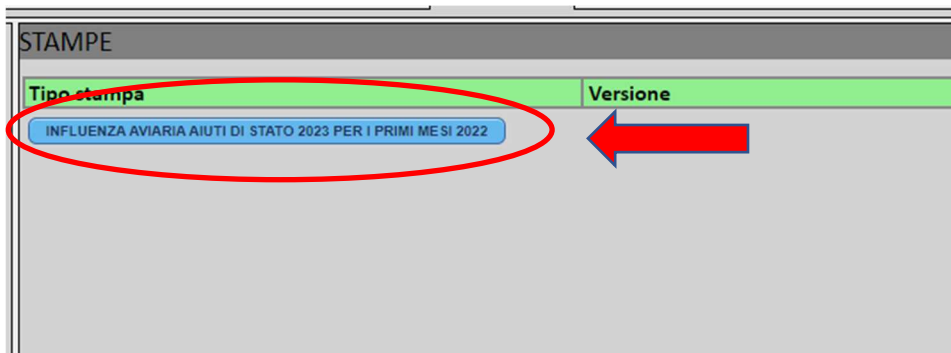 STAMPE
Tipo stampa Versione
INFLUENZA AVIARIA AIUTI DI STATO 2023 PER I PRIMI MESI 2022